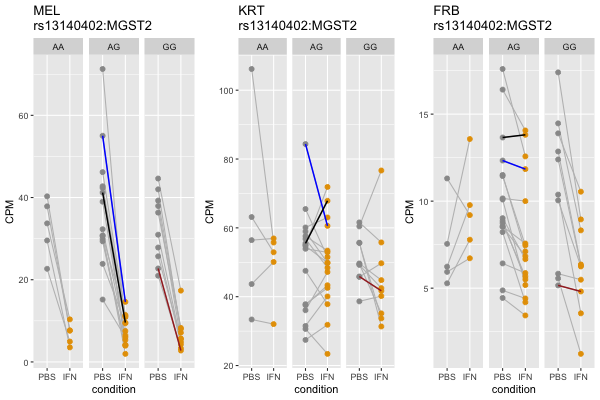 MEL
rs13140402:MGST2
AA AG GG
CPM
60
40
20
0
PBS IFN PBS IFN PBS IFN
condition
KRT
rs13140402:MGST2
AA AG GG
CPM
100
80
60
40
20
PBS IFN PBS IFN PBS IFN
condition
FRB
rs13140402:MGST2
AA AG GG
CPM
15
10
5
PBS IFN PBS IFN PBS IFN
condition